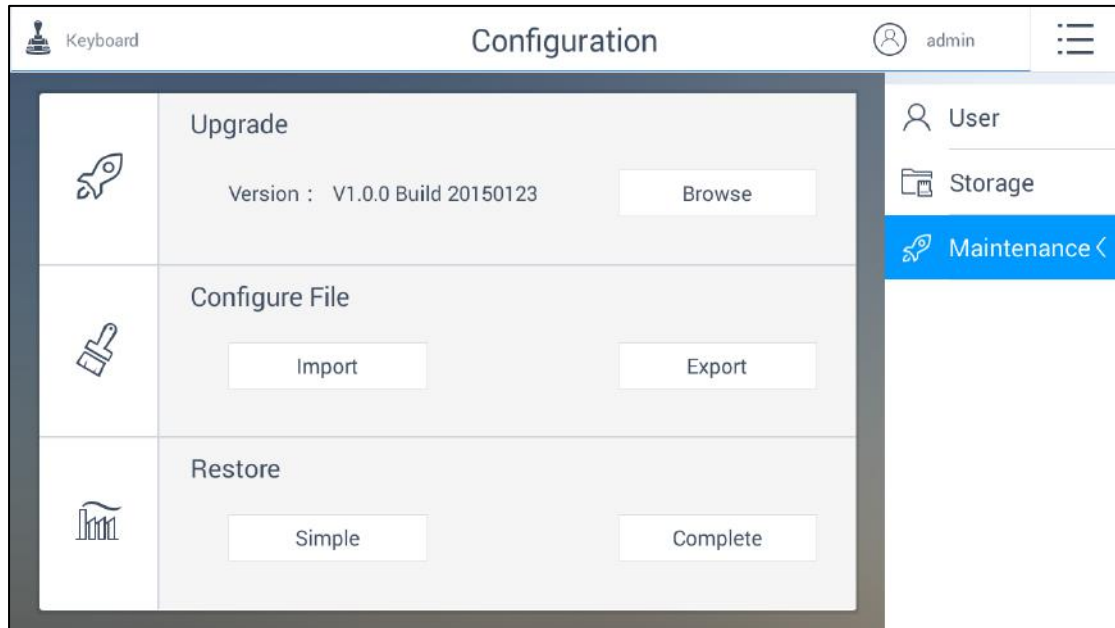 Keyboard
Configuration
admin
User
Storage
Maintenance
Upgrade
Version : V1.0.0 Build 20150123
Browse
Configure File
Import
Export
Restore
Simple
Complete